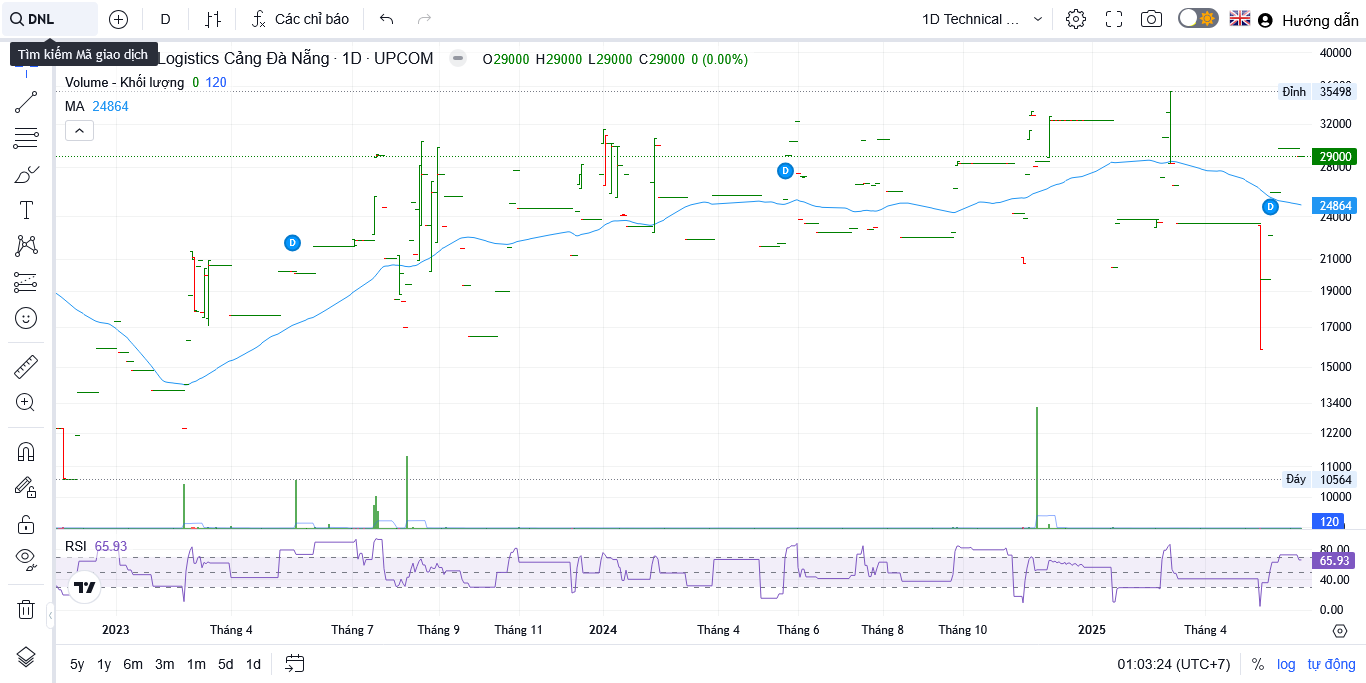 DNL
D
Các chỉ báo
1D Technical ...
Hướng dẫn
Tìm kiếm Mã giao dịch
Logistics Cảng Đà Nẵng · 1D · UPCOM
O29000 H29000 L29000 C29000 0 (0.00%)
Volume - Khối lượng 0 120
MA 24864
40000
Đỉnh 35498
32000
29000
28000
24864
24000
21000
19000
17000
15000
13400
12200
11000
Đáy 10564
10000
120
D
D
D
RSI 65.93
80.00
65.93
40.00
0.00
2023 Tháng 4 Tháng 7 Tháng 9 Tháng 11 2024 Tháng 4 Tháng 6 Tháng 8 Tháng 10 2025 Tháng 4
5y 1y 6m 3m 1m 5d 1d
01:03:24 (UTC+7) % log tự động